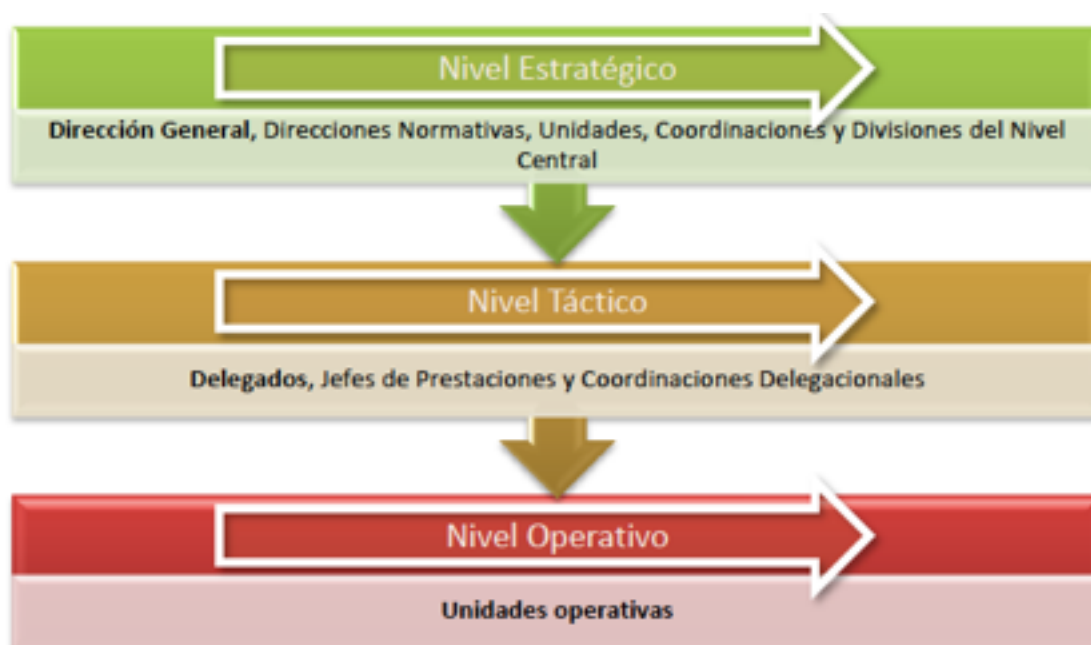 Nivel Estratégico
Dirección General, Direcciones Normativas, Unidades, Coordinaciones y Divisiones del Nivel
Central
Nivel Táctico
Delegados, Jefes de Prestaciones y Coordinaciones Delegacionales
Nivel Operativo
Unidades operativas